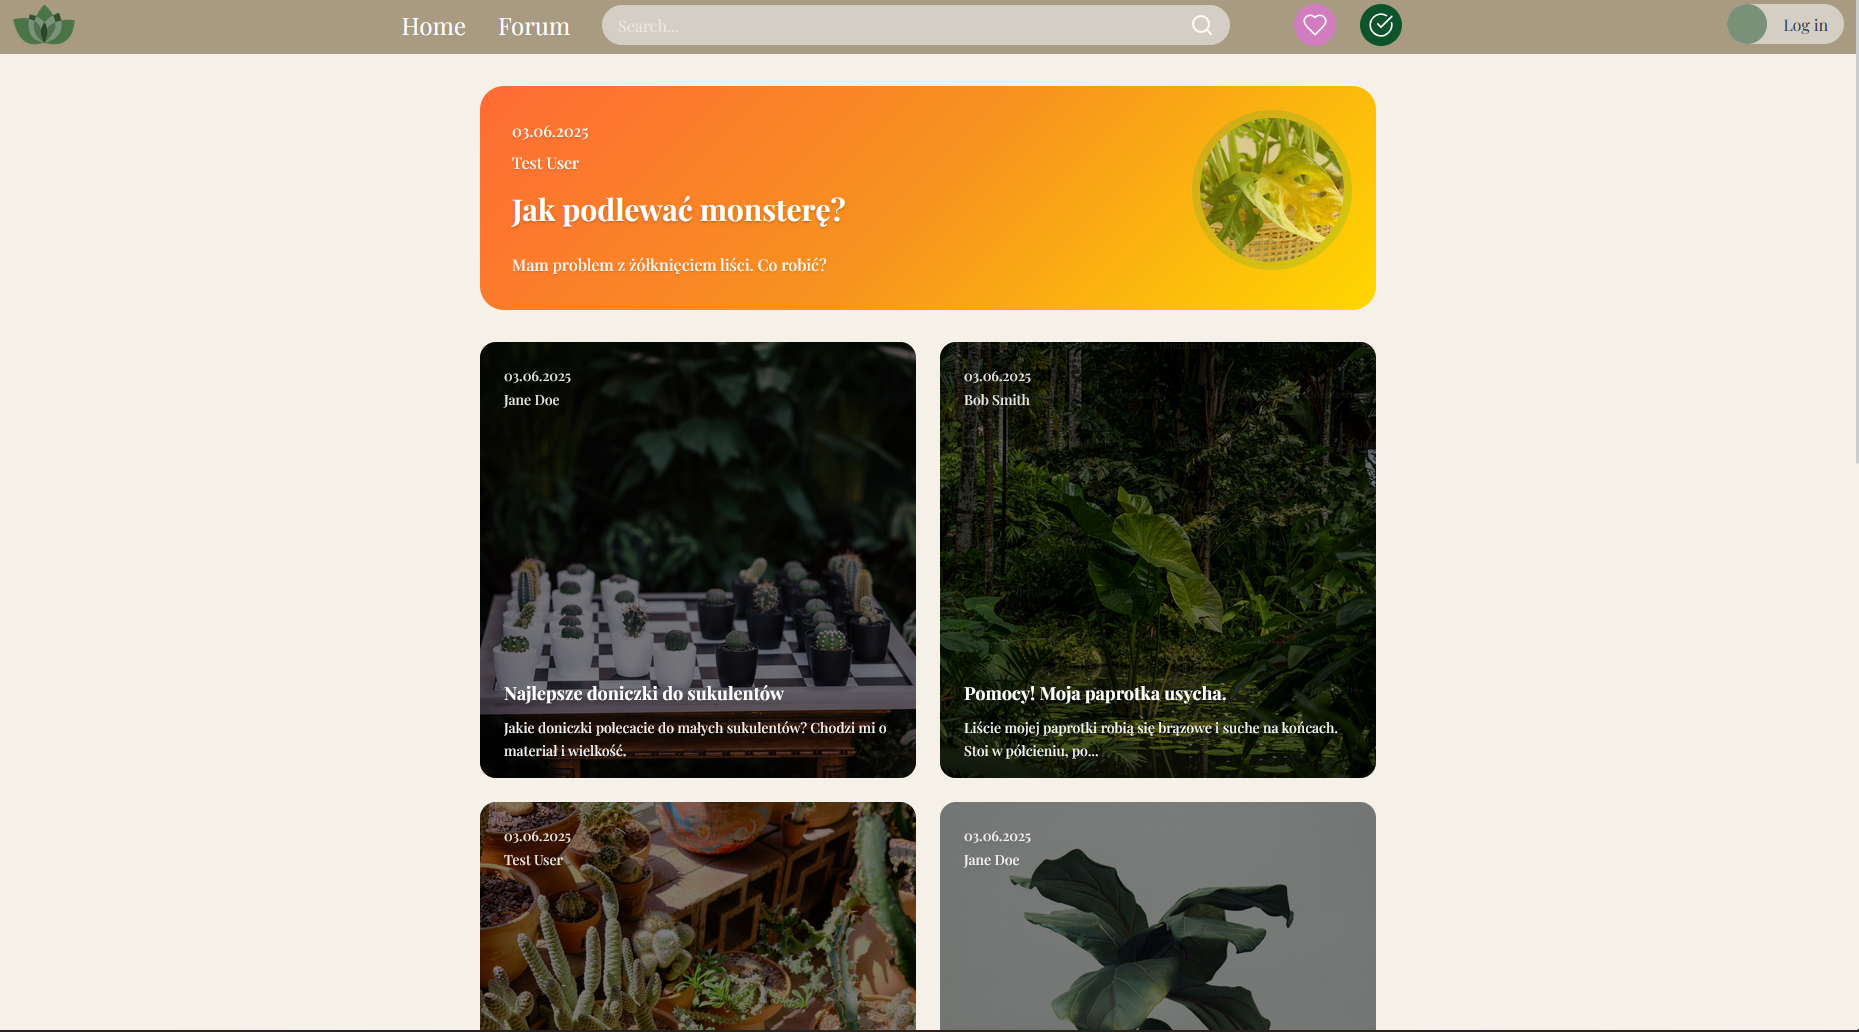 Home
Forum
Search...
Log in
03.06.2025
Test User
Jak podlewać monsterę?
Mam problem z żółknięciem liści. Co robić?
03.06.2025
Jane Doe
Najlepsze doniczki do sukulentów
Jakie doniczki polecacie do małych sukulentów? Chodzi mi o
materiał i wielkość.
03.06.2025
Bob Smith
Pomocy! Moja paprotka usycha.
Liście mojej paprotki robią się brązowe i suche na końcach.
Stoi w półcieniu, po...
03.06.2025
Test User
03.06.2025
Jane Doe